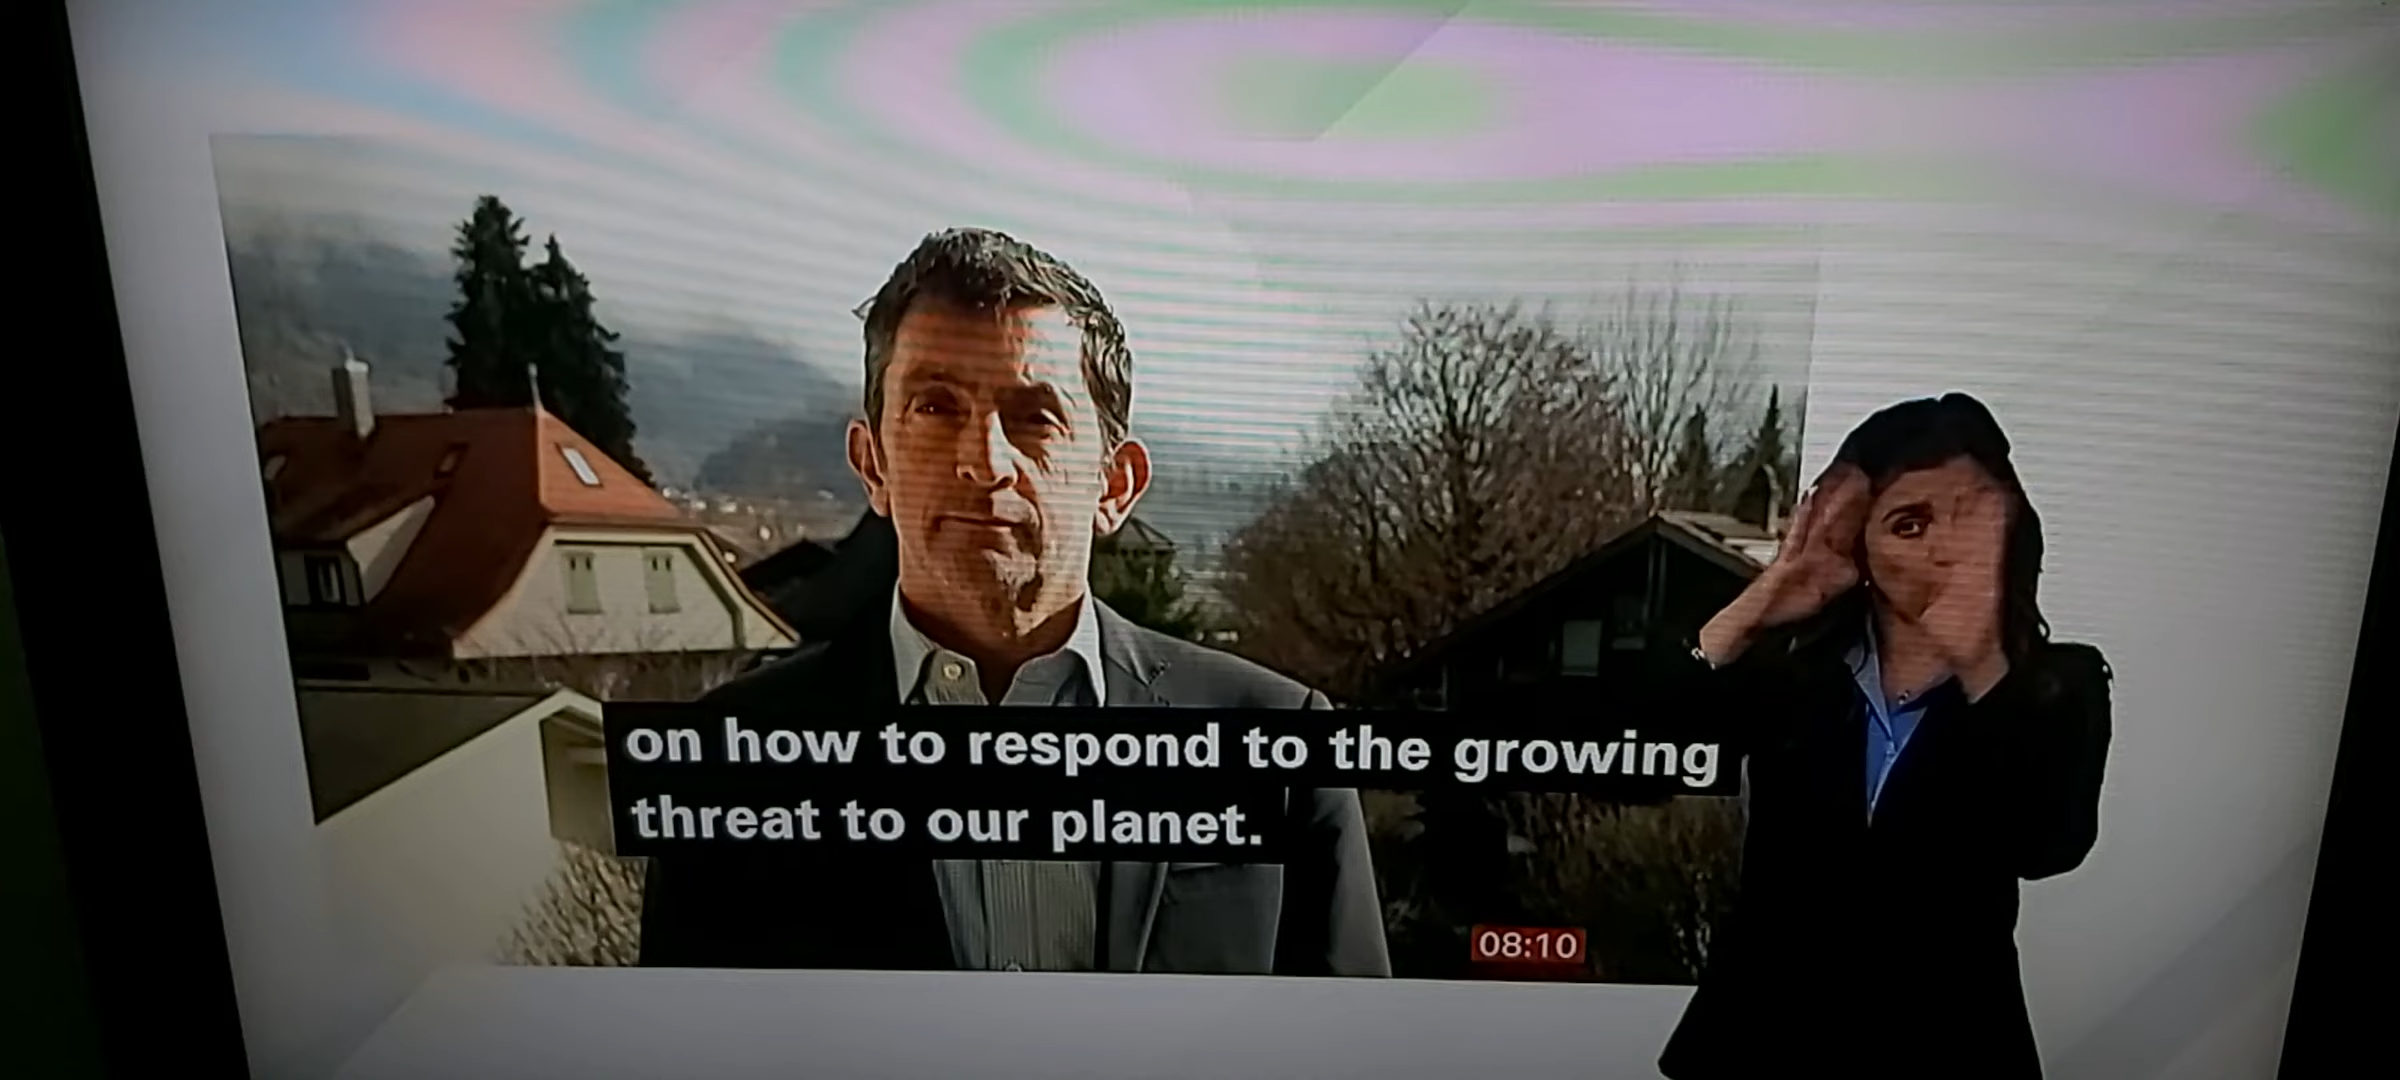 on how to respond to the growing
threat to our planet.
08:10